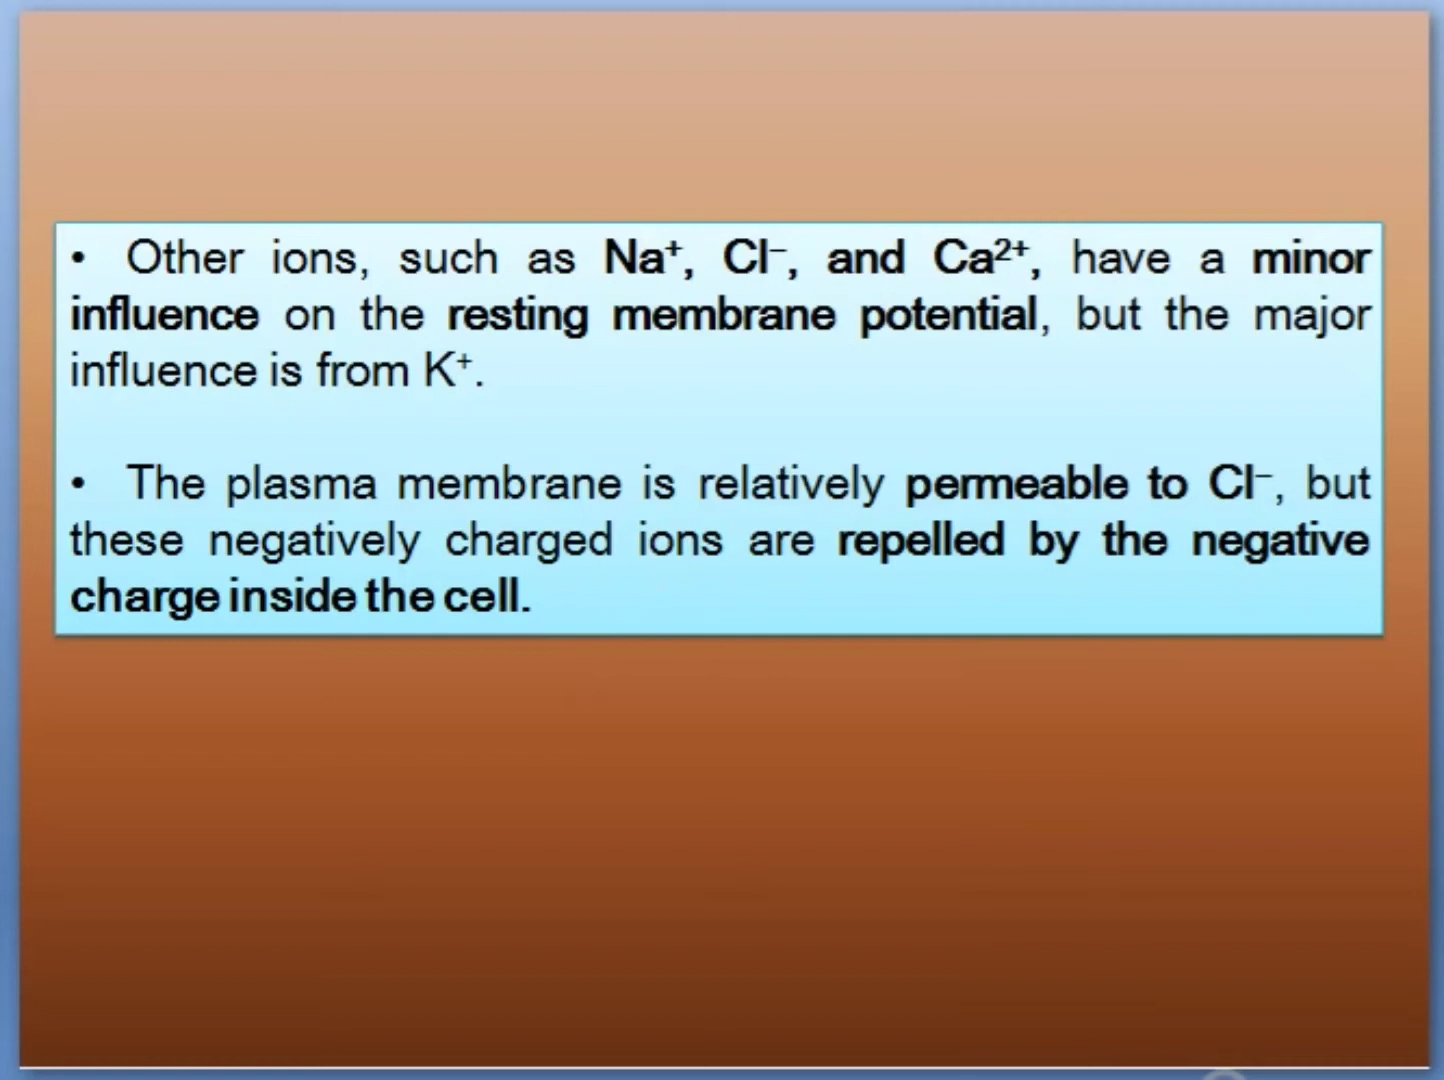 • Other ions, such as Na⁺, Cl⁻, and Ca²⁺, have a minor
influence on the resting membrane potential, but the major
influence is from K⁺.
• The plasma membrane is relatively permeable to Cl⁻, but
these negatively charged ions are repelled by the negative
charge inside the cell.